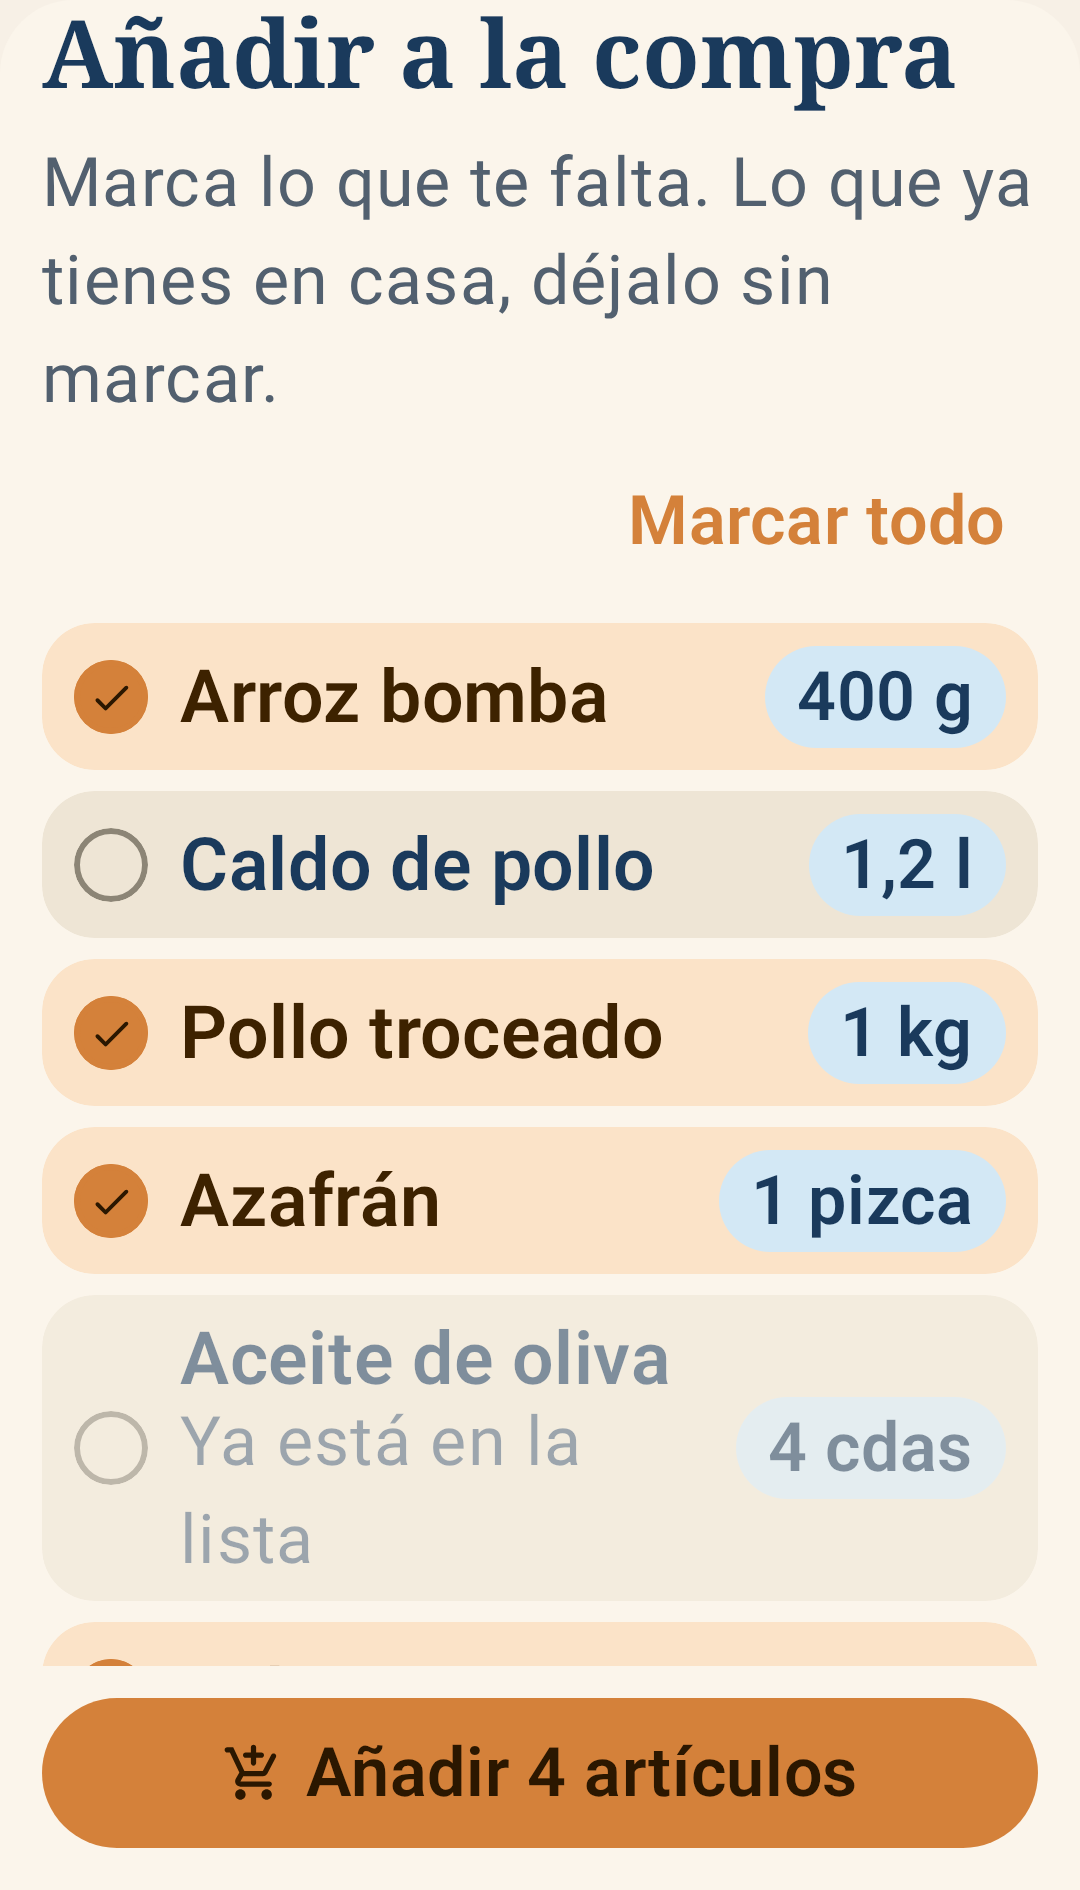 Añadir a la compra
Marca lo que te falta. Lo que ya
tienes en casa, déjalo sin
marcar.
Marcar todo
Arroz bomba
400 g
Caldo de pollo
1,2 l
Pollo troceado
1 kg
Azafrán
1 pizca
Aceite de oliva
Ya está en la
lista
4 cdas
Añadir 4 artículos